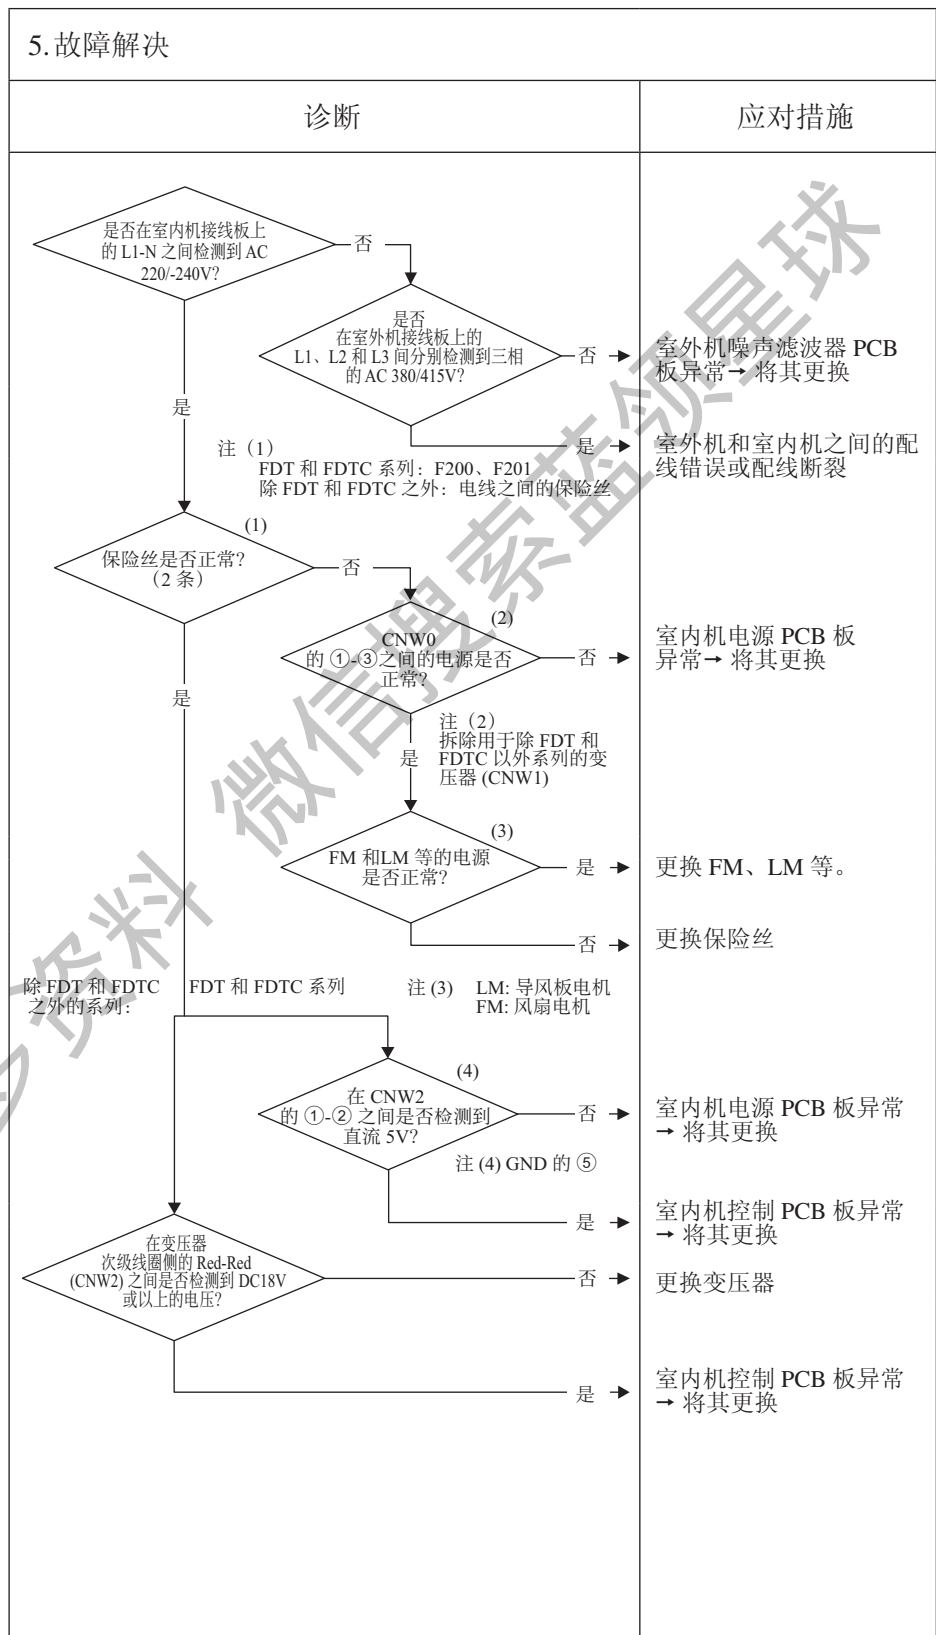 5.故障解决
诊断
应对措施
是否在室内机接线板上
的 L1-N 之间检测到 AC
220/-240V?
否
是否
在室外机接线板上的
L1、L2 和 L3 间分别检测到三相
的 AC 380/415V?
否
室外机噪声滤波器 PCB
板异常→ 将其更换
是
是
室外机和室内机之间的配
线错误或配线断裂
注（1）
FDT 和 FDTC 系列：F200、F201
除 FDT 和 FDTC 之外：电线之间的保险丝
(1)
保险丝是否正常？
（2 条）
否
(2)
CNW0
的 ①-③之间的电源是否
正常？
否
室内机电源 PCB 板
异常→ 将其更换
是
注（2）
拆除用于除 FDT 和
FDTC 以外系列的变
压器 (CNW1)
是
(3)
FM 和LM 等的电源
是否正常？
是
更换 FM、LM 等。
否
更换保险丝
除 FDT 和 FDTC
之外的系列：
FDT 和 FDTC 系列
注 (3) LM: 导风板电机
FM: 风扇电机
(4)
在 CNW2
的 ①-② 之间是否检测到
直流 5V?
否
室内机电源 PCB 板异常
→ 将其更换
注 (4) GND 的 ⑤
是
室内机控制 PCB 板异常
→ 将其更换
在变压器
次级线圈侧的 Red-Red
(CNW2) 之间是否检测到 DC18V
或以上的电压？
否
更换变压器
是
室内机控制 PCB 板异常
→ 将其更换
多资料 微信搜索蓝领星球